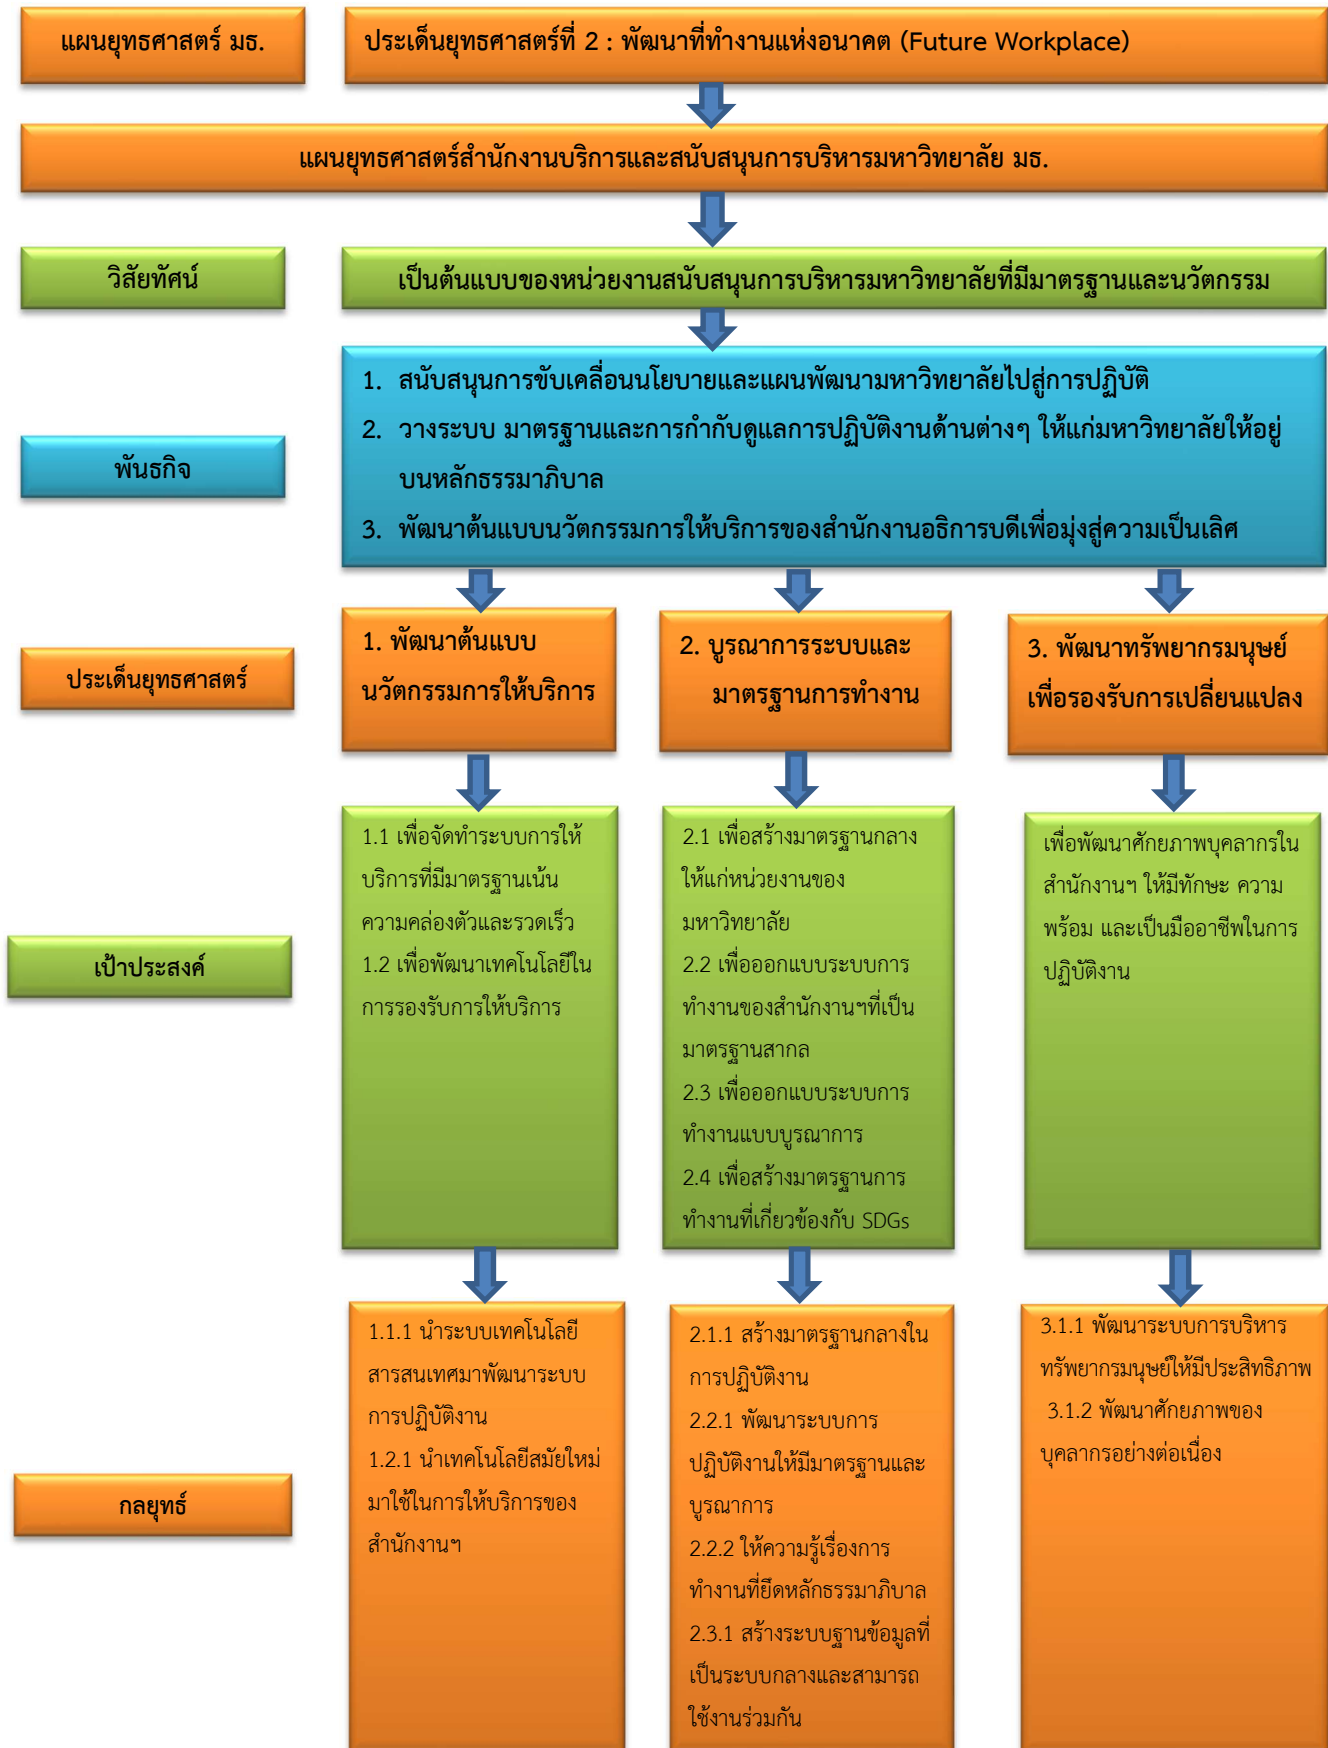 แผนยุทธศาสตร์ มธ.
ประเด็นยุทธศาสตร์ที่ 2 : พัฒนาที่ทำงานแห่งอนาคต (Future Workplace)
แผนยุทธศาสตร์สำนักงานบริการและสนับสนุนการบริหารมหาวิทยาลัย มธ.
วิสัยทัศน์
เป็นต้นแบบของหน่วยงานสนับสนุนการบริหารมหาวิทยาลัยที่มีมาตรฐานและนวัตกรรม
พันธกิจ
1. สนับสนุนการขับเคลื่อนนโยบายและแผนพัฒนามหาวิทยาลัยไปสู่การปฏิบัติ
2. วางระบบ มาตรฐานและการกำกับดูแลการปฏิบัติงานด้านต่างๆ ให้แก่มหาวิทยาลัยให้อยู่
บนหลักธรรมาภิบาล
3. พัฒนาต้นแบบนวัตกรรมการให้บริการของสำนักงานอธิการบดีเพื่อมุ่งสู่ความเป็นเลิศ
ประเด็นยุทธศาสตร์
1. พัฒนาต้นแบบ
นวัตกรรมการให้บริการ
2. บูรณาการระบบและ
มาตรฐานการทำงาน
3. พัฒนาทรัพยากรมนุษย์
เพื่อรองรับการเปลี่ยนแปลง
เป้าประสงค์
1.1 เพื่อจัดทำระบบการให้
บริการที่มีมาตรฐานเน้น
ความคล่องตัวและรวดเร็ว
1.2 เพื่อพัฒนาเทคโนโลยีใน
การรองรับการให้บริการ
2.1 เพื่อสร้างมาตรฐานกลาง
ให้แก่หน่วยงานของ
มหาวิทยาลัย
2.2 เพื่อออกแบบระบบการ
ทำงานของสำนักงานฯที่เป็น
มาตรฐานสากล
2.3 เพื่อออกแบบระบบการ
ทำงานแบบบูรณาการ
2.4 เพื่อสร้างมาตรฐานการ
ทำงานที่เกี่ยวข้องกับ SDGs
เพื่อพัฒนาศักยภาพบุคลากรใน
สำนักงานฯ ให้มีทักษะ ความ
พร้อม และเป็นมืออาชีพในการ
ปฏิบัติงาน
กลยุทธ์
1.1.1 นำระบบเทคโนโลยี
สารสนเทศมาพัฒนาระบบ
การปฏิบัติงาน
1.2.1 นำเทคโนโลยีสมัยใหม่
มาใช้ในการให้บริการของ
สำนักงานฯ
2.1.1 สร้างมาตรฐานกลางใน
การปฏิบัติงาน
2.2.1 พัฒนาระบบการ
ปฏิบัติงานให้มีมาตรฐานและ
บูรณาการ
2.2.2 ให้ความรู้เรื่องการ
ทำงานที่ยึดหลักธรรมาภิบาล
2.3.1 สร้างระบบฐานข้อมูลที่
เป็นระบบกลางและสามารถ
ใช้งานร่วมกัน
3.1.1 พัฒนาระบบการบริหาร
ทรัพยากรมนุษย์ให้มีประสิทธิภาพ
3.1.2 พัฒนาศักยภาพของ
บุคลากรอย่างต่อเนื่อง